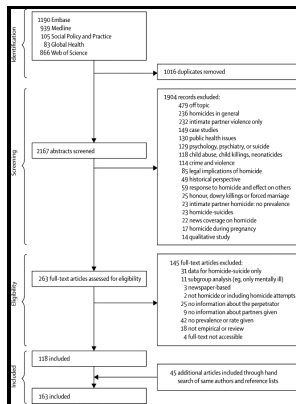 Identification
1190 Embase
939 Medline
105 Social Policy and Practice
83 Global Health
866 Web of Science
1016 duplicates removed
Screening
2167 abstracts screened
1904 records excluded:
479 off topic
236 homicides in general
232 intimate partner violence only
149 case studies
130 public health issues
129 psychology, psychiatry, or suicide
118 child abuse, child killings, neonaticides
114 crime and violence
85 legal implications of homicide
49 historical perspective
59 response to homicide and effect on others
25 honour, dowry killings or forced marriage
23 intimate partner homicide: no prevalence
23 homicide-suicides
22 news coverage on homicide
17 homicide during pregnancy
14 qualitative study
Eligibility
263 full-text articles assessed for eligibility
145 full-text articles excluded:
31 data for homicide-suicide only
11 subgroup analysis (eg, only mentally ill)
3 newspaper-based
2 not homicide or including homicide attempts
25 no information about the perpetrator
9 no information about partners given
42 no prevalence or rate given
18 not empirical or review
4 full-text not accessible
Included
118 included
45 additional articles included through hand
search of same authors and reference lists
163 included